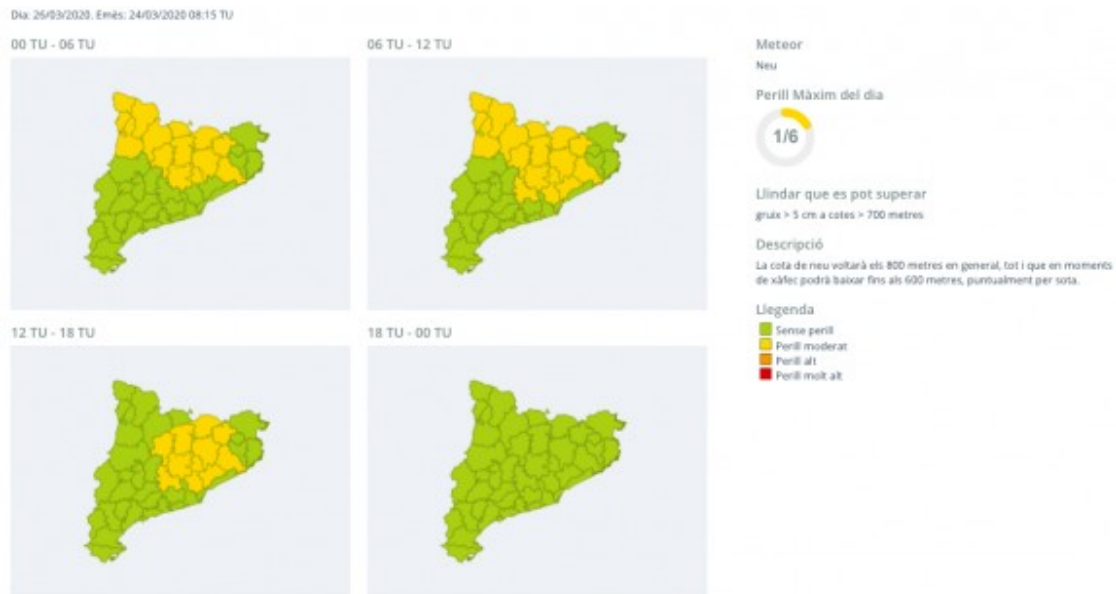 Dia: 26/03/2020. Emès: 24/03/2020 08:15 TU
00 TU - 06 TU
06 TU - 12 TU
12 TU - 18 TU
18 TU - 00 TU
Meteor
Neu
Perill Màxim del dia
1/6
Llindar que es pot superar
gruix > 5 cm a cotes > 700 metres
Descripció
La cota de neu voltarà els 800 metres en general, tot i que en moments
de xàfec podrà baixar fins als 600 metres, puntualment per sota.
Llegenda
Sense perill
Perill moderat
Perill alt
Perill molt alt